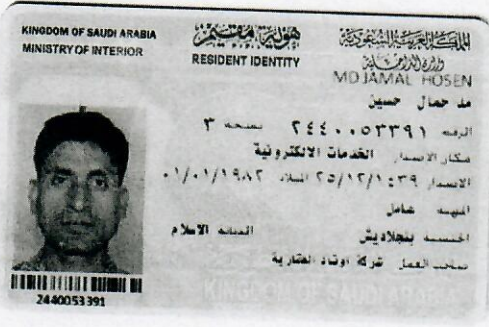 KINGDOM OF SAUDI ARABIA
MINISTRY OF INTERIOR
هوية مقيم
RESIDENT IDENTITY
المملكة العربية السعودية
وزارة الداخلية
MD JAMAL HOSEN
مد جمال حسين
الرقم ٢٤٤٠٠٥٣٣٩١ نسخة ٣
مكان الاصدار الخدمات الالكترونية
الاصدار ٢٥/١٢/١٤٣٩ الميلاد ٠١/٠١/١٩٨٢
المهنة عامل
الجنسية بنجلاديش الديانة الاسلام
صاحب العمل شركة اوتاد العقارية
2440053391
KINGDOM OF SAUDI ARABIA